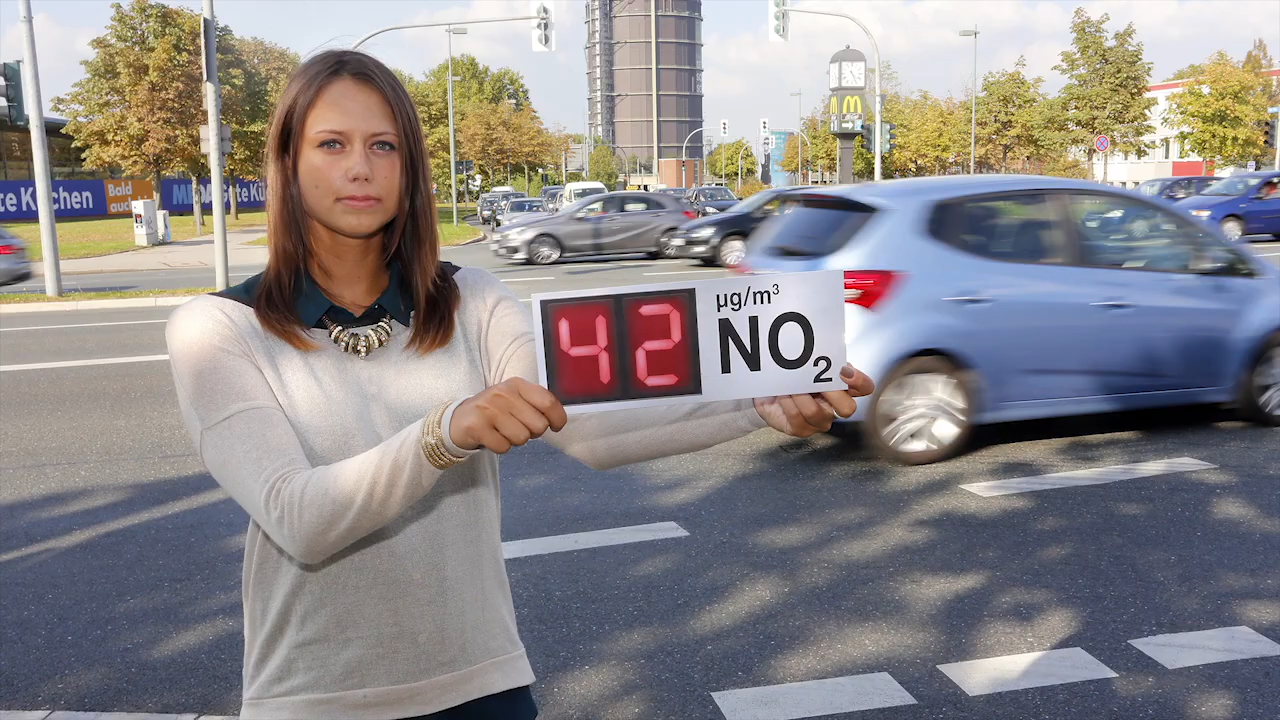 te Küchen
Bald
M
te Kü
M
42
µg/m³
NO₂